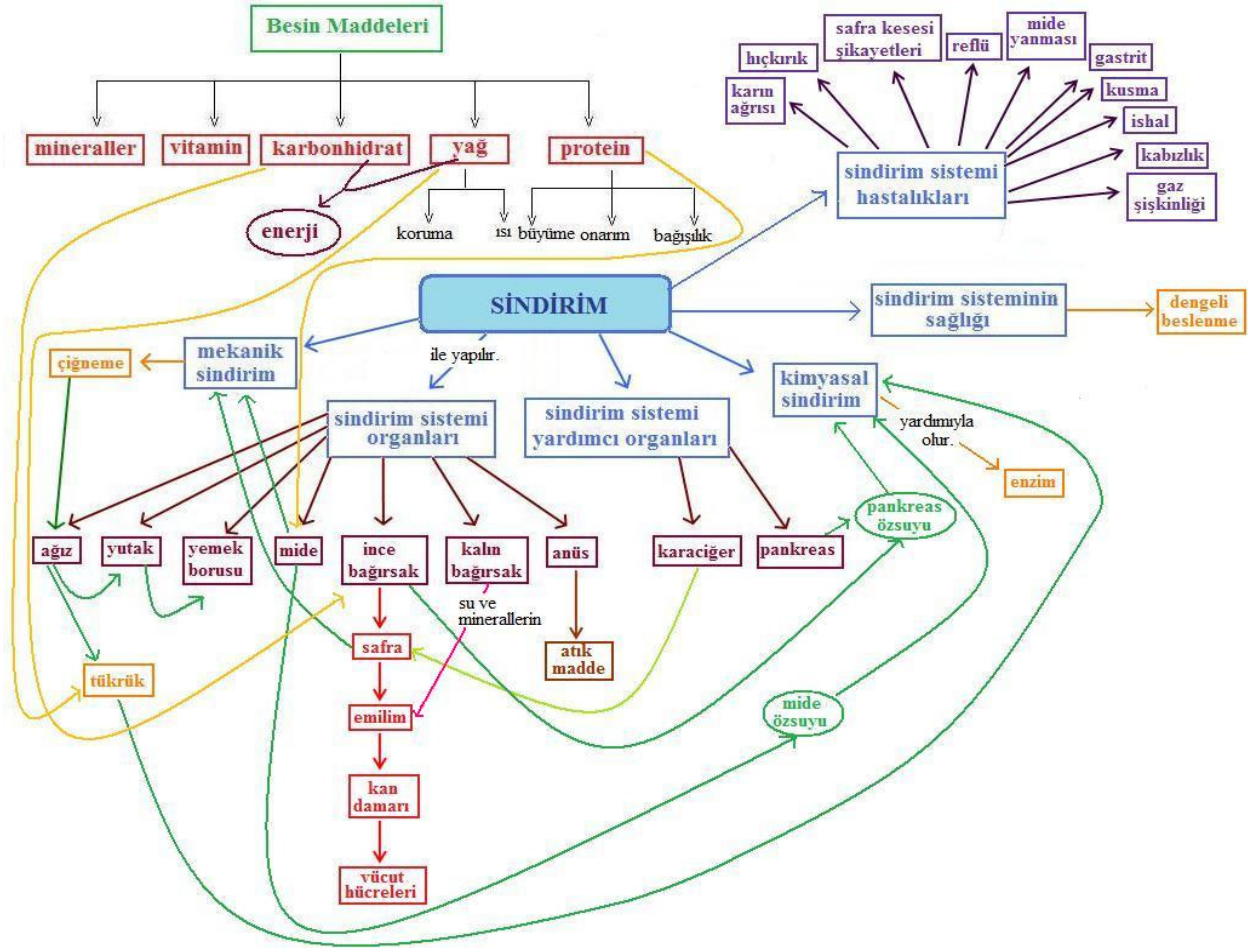 Besin Maddeleri
mineraller
vitamin
karbonhidrat
yağ
protein
enerji
koruma
ısı
büyüme
onarım
bağışılık
karın
ağrısı
hıçkırık
safra kesesi
şikayetleri
reflü
mide
yanması
gastrit
kusma
ishal
kabızlık
gaz
şişkinliği
sindirim sistemi
hastalıkları
SİNDİRİM
sindirim sisteminin
sağlığı
dengeli
beslenme
çiğneme
mekanik
sindirim
ile yapılır.
sindirim sistemi
organları
sindirim sistemi
yardımcı organları
kimyasal
sindirim
yardımıyla
olur.
enzim
pankreas
özsuyu
ağız
yutak
yemek
borusu
mide
ince
bağırsak
kalın
bağırsak
anüs
karaciğer
pankreas
su ve
minerallerin
safra
atık
madde
tükrük
emilim
mide
özsuyu
kan
damarı
vücut
hücreleri